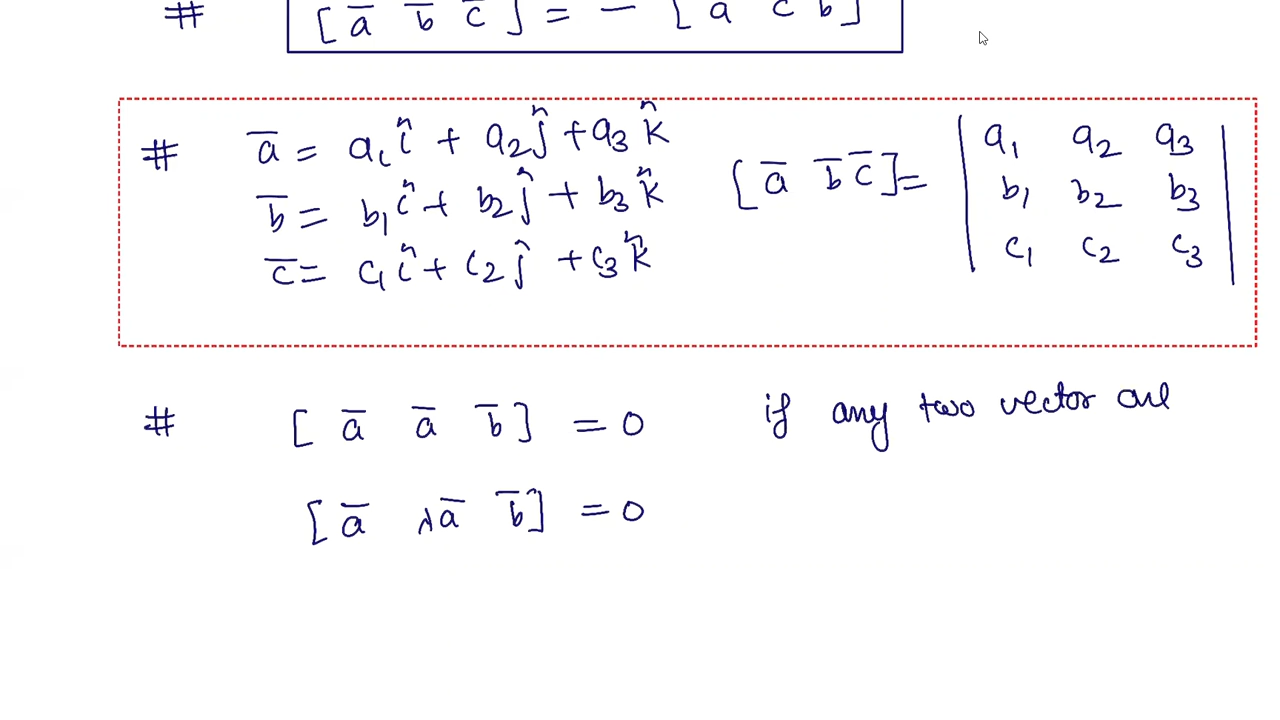 # [a̅ b̅ c̅] = − [a c b]
# a̅ = a₁î + a₂ĵ + a₃k̂
b̅ = b₁î + b₂ĵ + b₃k̂
c̅ = c₁î + c₂ĵ + c₃k̂
[a̅ b̅ c̅] = | a₁ a₂ a₃ |
| b₁ b₂ b₃ |
| c₁ c₂ c₃ |
# [a̅ a̅ b̅] = 0 if any two vector are
[a̅ λa̅ b̅] = 0